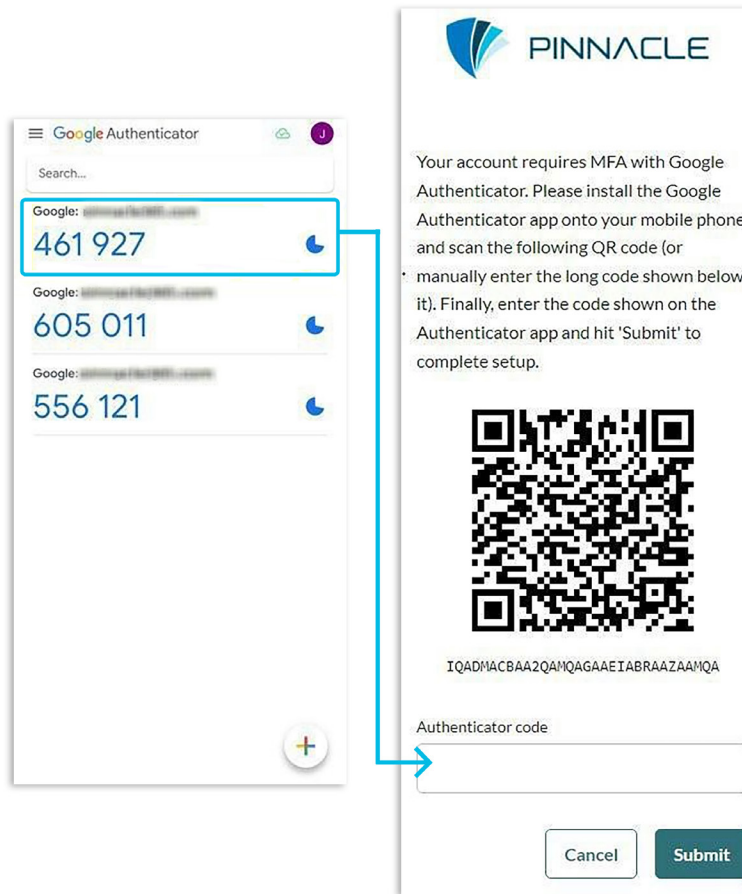 Google Authenticator
J
Search...
Google:
461 927
Google:
605 011
Google:
556 121
PINNACLE
Your account requires MFA with Google
Authenticator. Please install the Google
Authenticator app onto your mobile phone
and scan the following QR code (or
manually enter the long code shown below
it). Finally, enter the code shown on the
Authenticator app and hit 'Submit' to
complete setup.
IQADMACBAA2QAMQAGAAEIABRAAZAAMQA
Authenticator code
Cancel
Submit